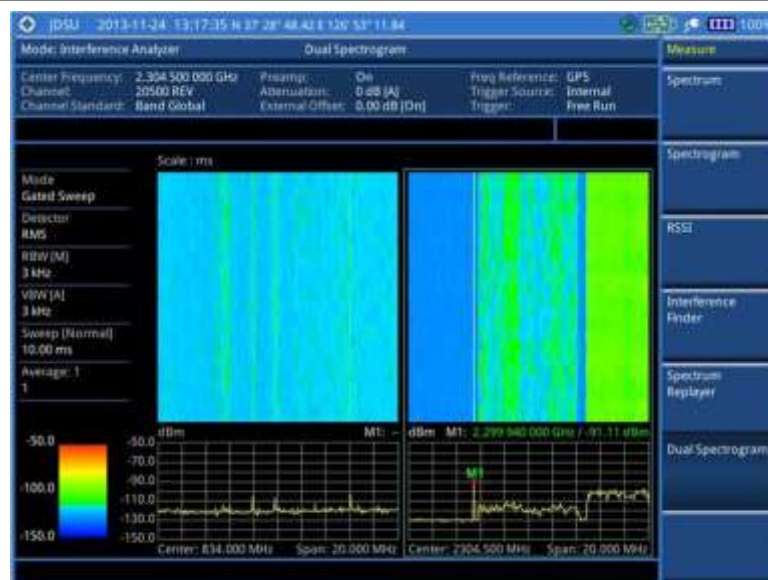 JDSU 2013-11-24 13:17:35 N 37° 28" 48.42 E 126° 53" 11.84 100%
Mode: Interference Analyzer Dual Spectrogram Measure
Center Frequency: 2.304 500 000 GHz Preamp: On Freq Reference: GPS
Channel: 20500 REV Attenuation: 0 dB [A] Trigger Source: Internal
Channel Standard: Band Global External Offset: 0.00 dB [On] Trigger: Free Run
Spectrum
Spectrogram
RSSI
Interference
Finder
Spectrum
Replayer
Dual Spectrogram
Scale : ms
Mode
Gated Sweep
Detector
RMS
RBW [M]
3 kHz
VBW [A]
3 kHz
Sweep [Normal]
10.00 ms
Average: 1
1
-50.0
-100.0
-150.0
dBm M1: --
dBm M1: 2,299 940 000 GHz / -91.11 dBm
-50.0
-70.0
-90.0
-110.0
-130.0
-150.0
M1
Center: 834.000 MHz Span: 20.000 MHz
Center: 2304.500 MHz Span: 20.000 MHz